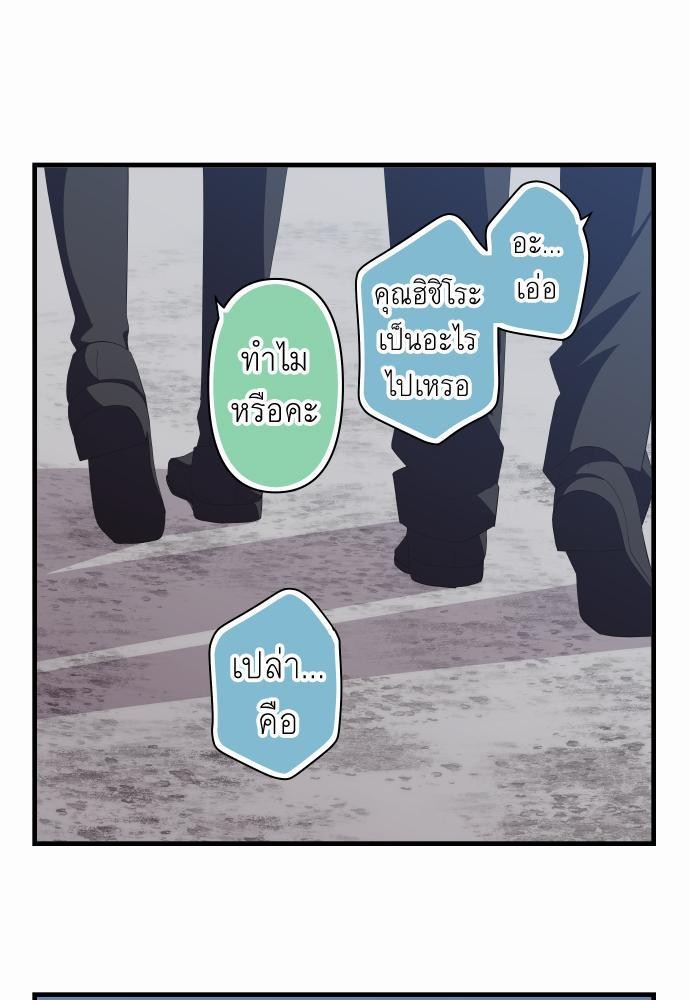 อะ...
เอ่อ
คุณฮิชิโระ
เป็นอะไร
ไปเหรอ
ทำไม
หรือคะ
เปล่า...
คือ